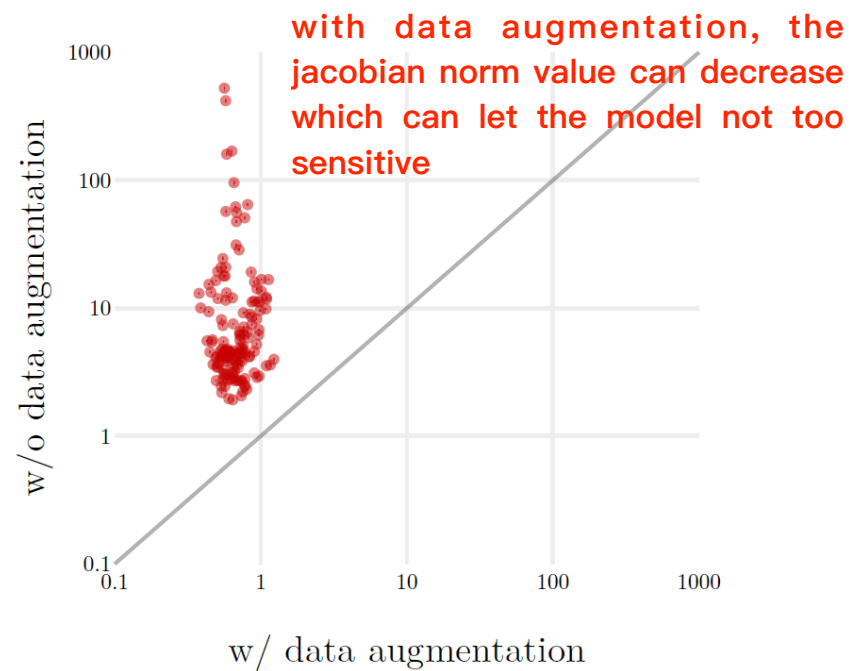 with data augmentation, the
jacobian norm value can decrease
which can let the model not too
sensitive
1000
100
10
1
0.1
0.1 1 10 100 1000
w/o data augmentation
w/ data augmentation